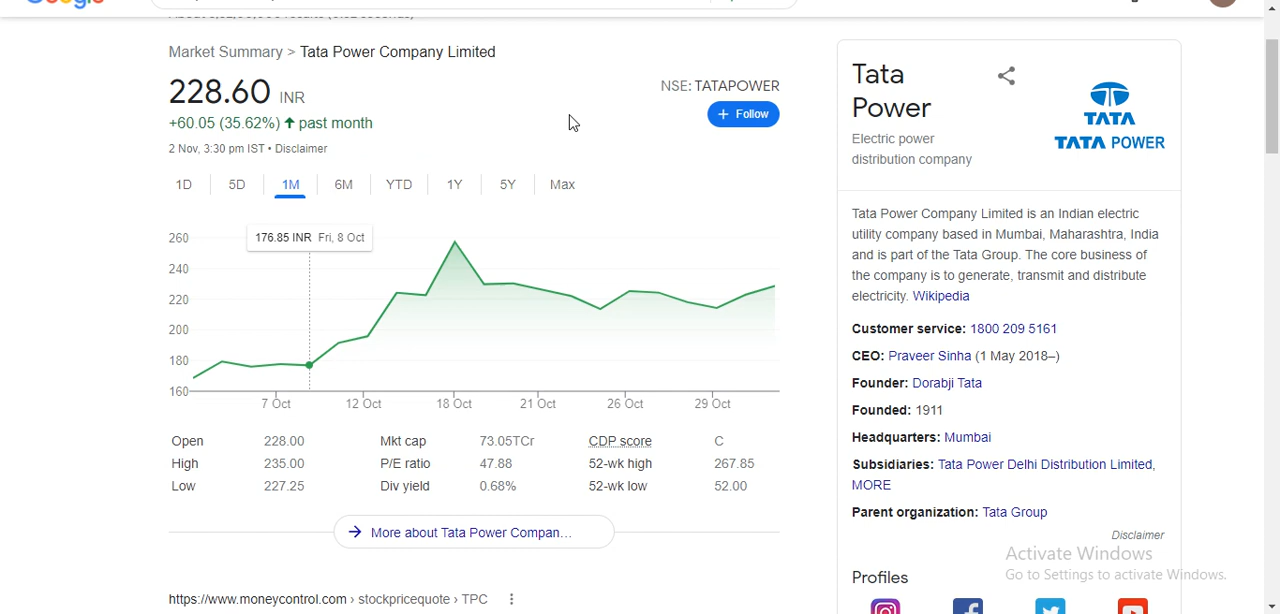 Market Summary > Tata Power Company Limited
228.60 INR
+60.05 (35.62%) ↑ past month
2 Nov, 3:30 pm IST • Disclaimer
NSE: TATAPOWER
+ Follow
1D 5D 1M 6M YTD 1Y 5Y Max
176.85 INR Fri, 8 Oct
260
240
220
200
180
160
7 Oct 12 Oct 18 Oct 21 Oct 26 Oct 29 Oct
Open 228.00 Mkt cap 73.05TCr CDP score C
High 235.00 P/E ratio 47.88 52-wk high 267.85
Low 227.25 Div yield 0.68% 52-wk low 52.00
→ More about Tata Power Compan...
https://www.moneycontrol.com › stockpricequote › TPC
Tata
Power
Electric power
distribution company
TATA
TATA POWER
Tata Power Company Limited is an Indian electric
utility company based in Mumbai, Maharashtra, India
and is part of the Tata Group. The core business of
the company is to generate, transmit and distribute
electricity. Wikipedia
Customer service: 1800 209 5161
CEO: Praveer Sinha (1 May 2018–)
Founder: Dorabji Tata
Founded: 1911
Headquarters: Mumbai
Subsidiaries: Tata Power Delhi Distribution Limited,
MORE
Parent organization: Tata Group
Disclaimer
Activate Windows
Go to Settings to activate Windows.
Profiles